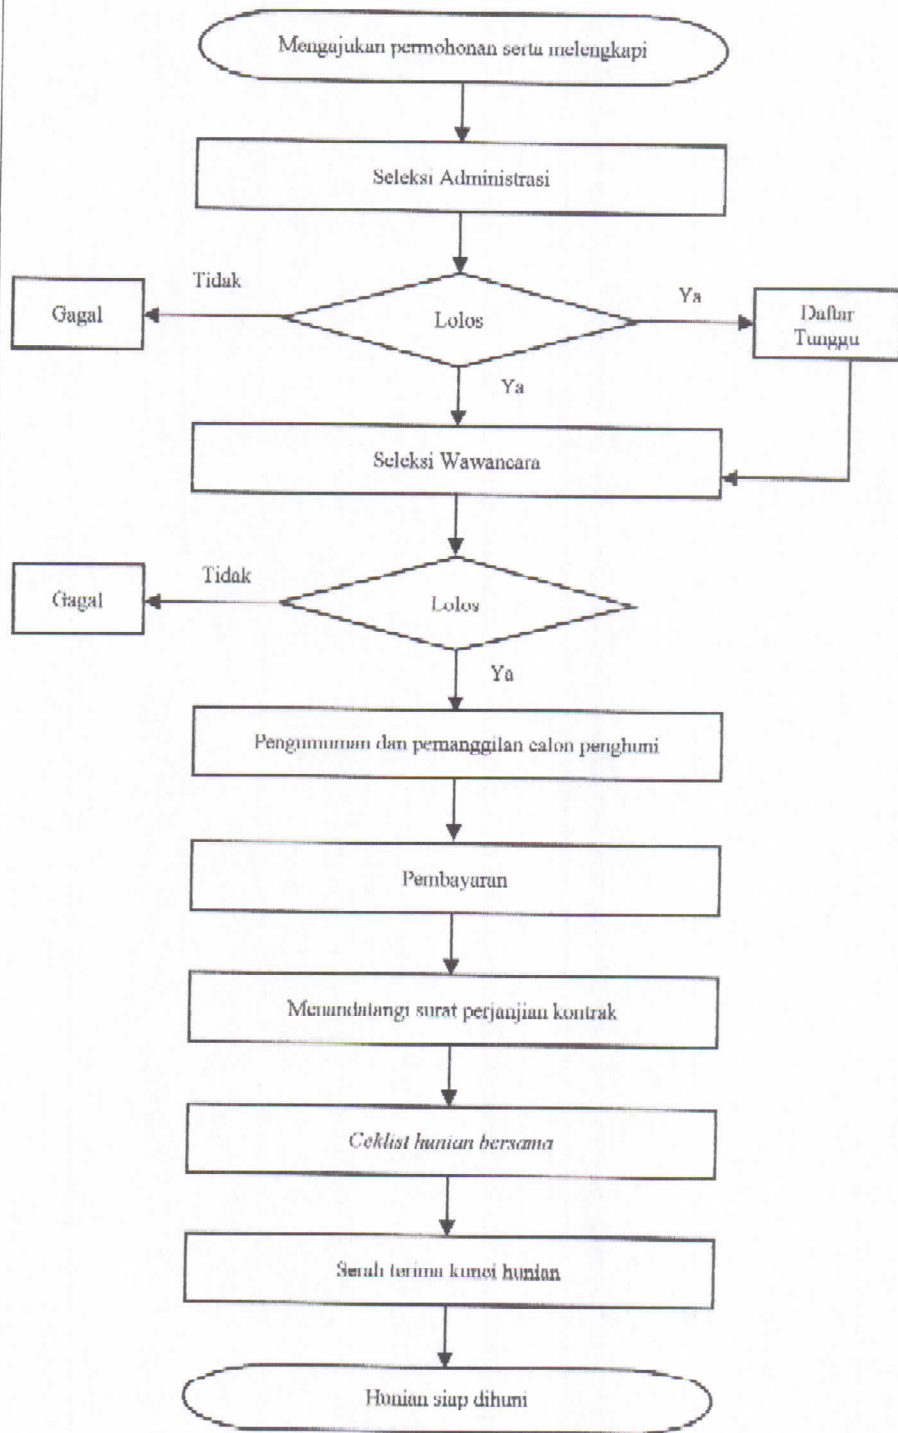 Mengajukan permohonan serta melengkapi
Seleksi Administrasi
Tidak
Ya
Gagal
Lolos
Daftar
Tunggu
Ya
Seleksi Wawancara
Tidak
Gagal
Lolos
Ya
Pengumuman dan pemanggilan calon penghuni
Pembayaran
Menandatangi surat perjanjian kontrak
Ceklist hunian bersama
Serah terima kunci hunian
Hunian siap dihuni